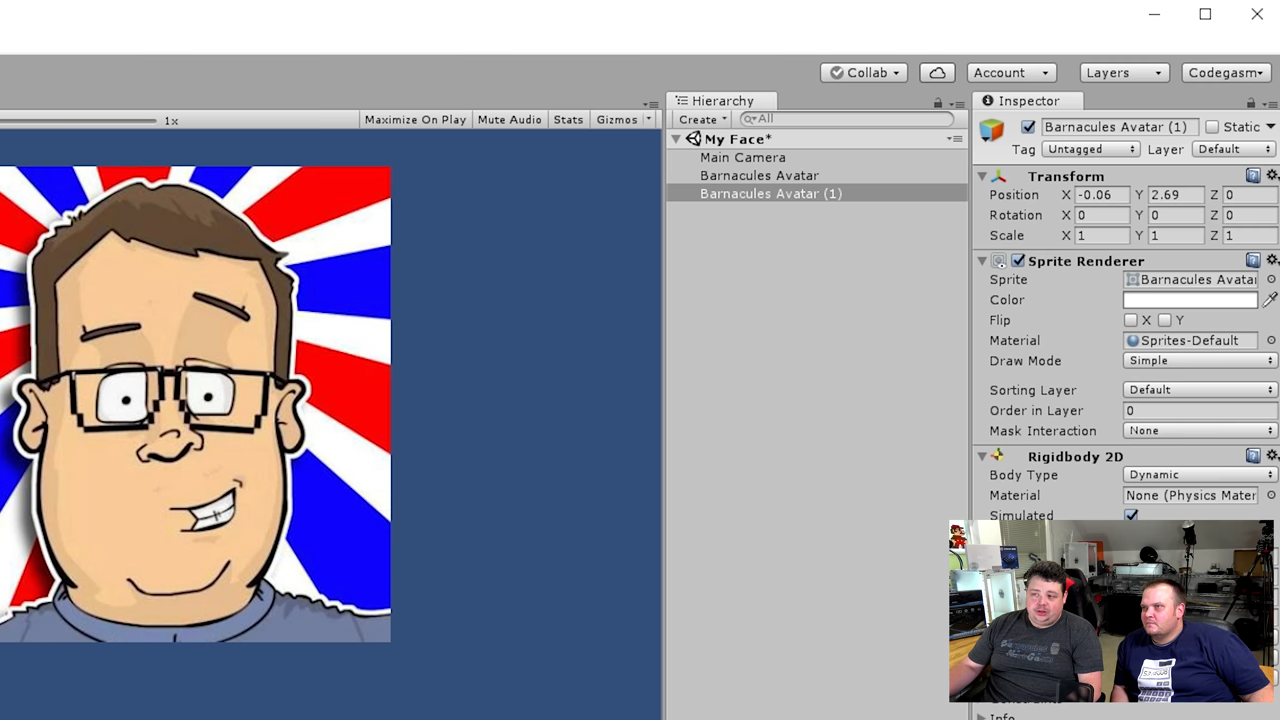 Collab
Account
Layers
Codegasm
Hierarchy
Inspector
1x
Maximize On Play
Mute Audio
Stats
Gizmos
Create
All
Barnacules Avatar (1)
Static
My Face*
Tag
Untagged
Layer
Default
Main Camera
Barnacules Avatar
Transform
Barnacules Avatar (1)
Position X -0.06 Y 2.69 Z 0
Rotation X 0 Y 0 Z 0
Scale X 1 Y 1 Z 1
Sprite Renderer
Sprite
Barnacules Avatar
Color
Flip
X
Y
Material
Sprites-Default
Draw Mode
Simple
Sorting Layer
Default
Order in Layer
0
Mask Interaction
None
Rigidbody 2D
Body Type
Dynamic
Material
None (Physics Mater
Simulated
Info